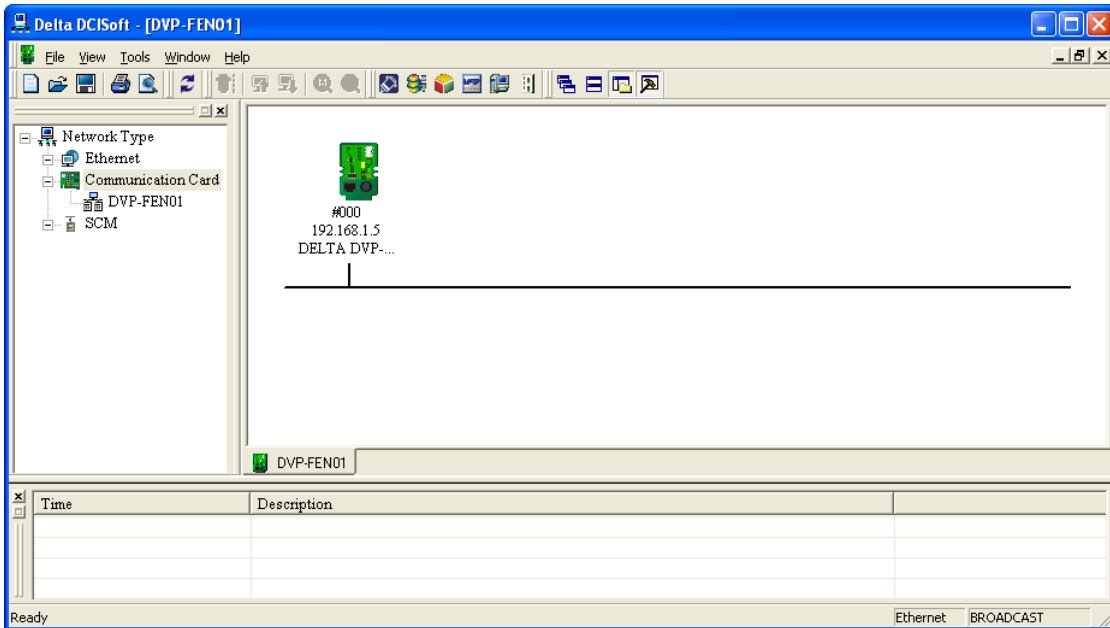 Delta DCISoft - [DVP-FEN01]
File View Tools Window Help
Network Type
Ethernet
Communication Card
DVP-FEN01
SCM
#000
192.168.1.5
DELTA DVP-...
DVP-FEN01
Time Description
Ready Ethernet BROADCAST